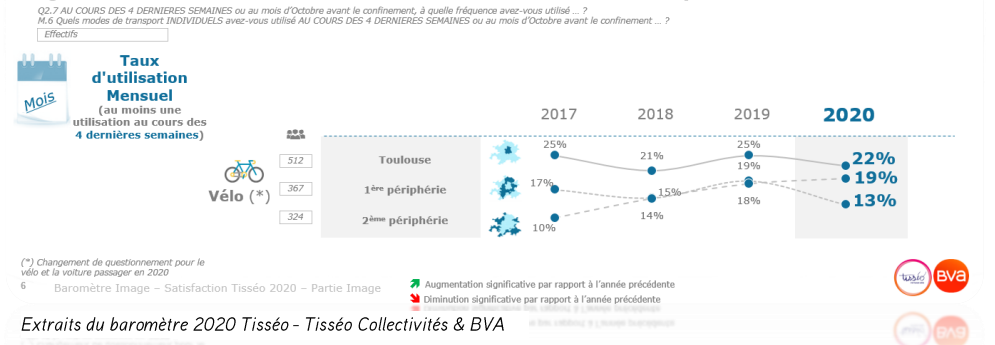 Q2.7 AU COURS DES 4 DERNIERES SEMAINES ou au mois d'Octobre avant le confinement, à quelle fréquence avez-vous utilisé ... ?
M.6 Quels modes de transport INDIVIDUELS avez-vous utilisé AU COURS DES 4 DERNIERES SEMAINES ou au mois d'Octobre avant le confinement ... ?
Effectifs
Mois
Taux
d'utilisation
Mensuel
(au moins une
utilisation au cours des
4 dernières semaines)
2017 2018 2019 2020
Vélo (*)
512 Toulouse 25% 21% 25% 22%
367 1ère périphérie 17% 15% 19% 19%
324 2ème périphérie 10% 14% 18% 13%
(*) Changement de questionnement pour le
vélo et la voiture passager en 2020
6 Baromètre Image – Satisfaction Tisséo 2020 – Partie Image
Augmentation significative par rapport à l'année précédente
Diminution significative par rapport à l'année précédente
tisséo
BVA
Extraits du baromètre 2020 Tisséo - Tisséo Collectivités & BVA